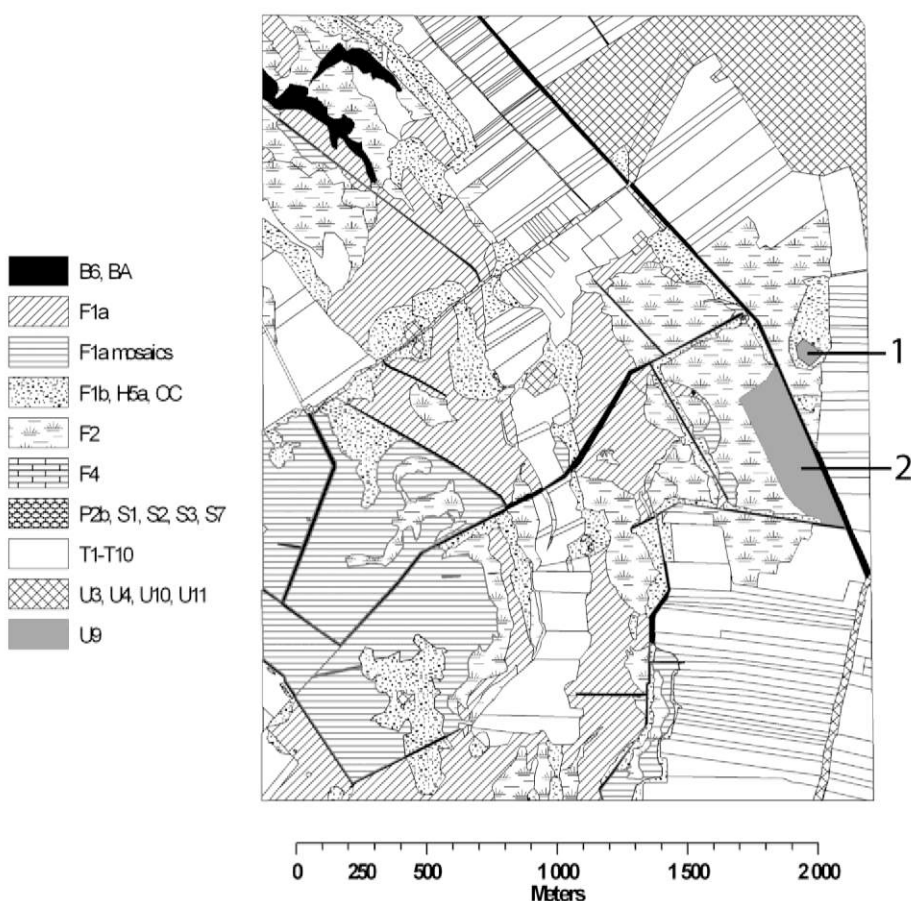 B6, BA
F1a
F1a mosaics
F1b, H5a, OC
F2
F4
P2b, S1, S2, S3, S7
T1-T10
U3, U4, U10, U11
U9
1
2
0 250 500 1 000 1 500 2 000
Meters